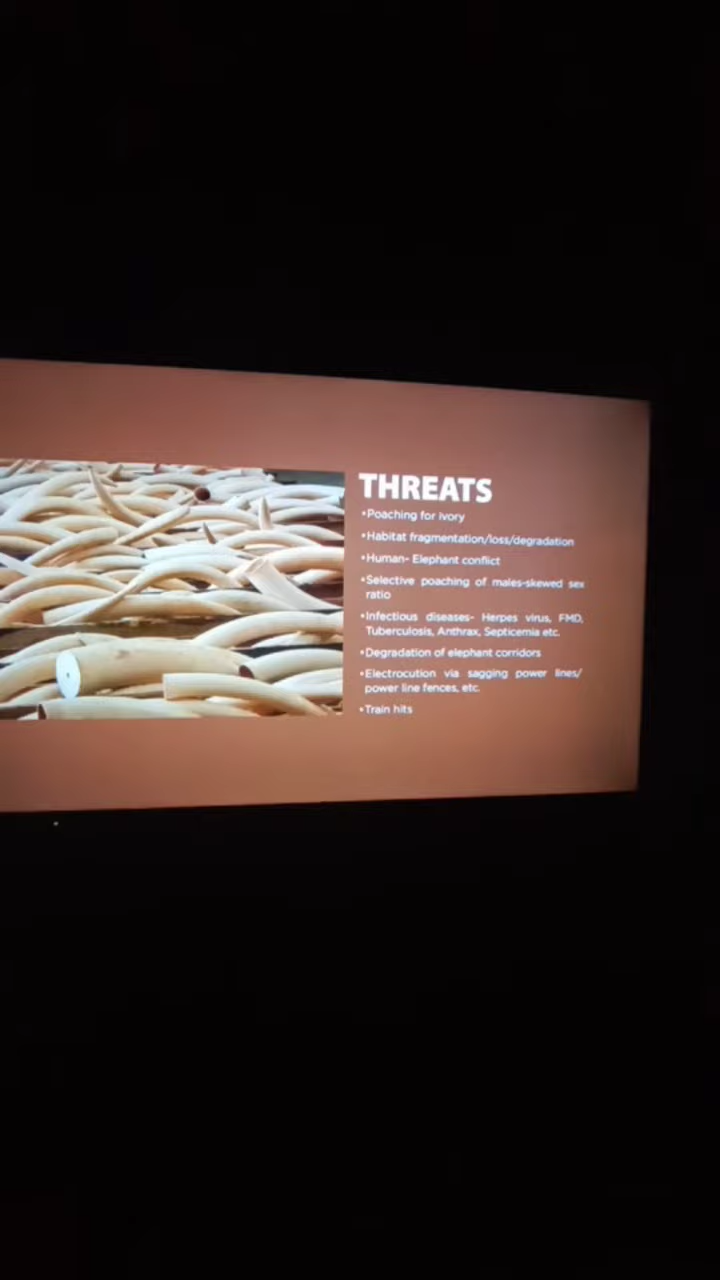 THREATS
•Poaching for Ivory
•Habitat fragmentation/loss/degradation
•Human- Elephant conflict
•Selective poaching of males-skewed sex
ratio
•Infectious diseases- Herpes virus, FMD,
Tuberculosis, Anthrax, Septicemia etc.
•Degradation of elephant corridors
•Electrocution via sagging power lines/
power line fences, etc.
•Train hits